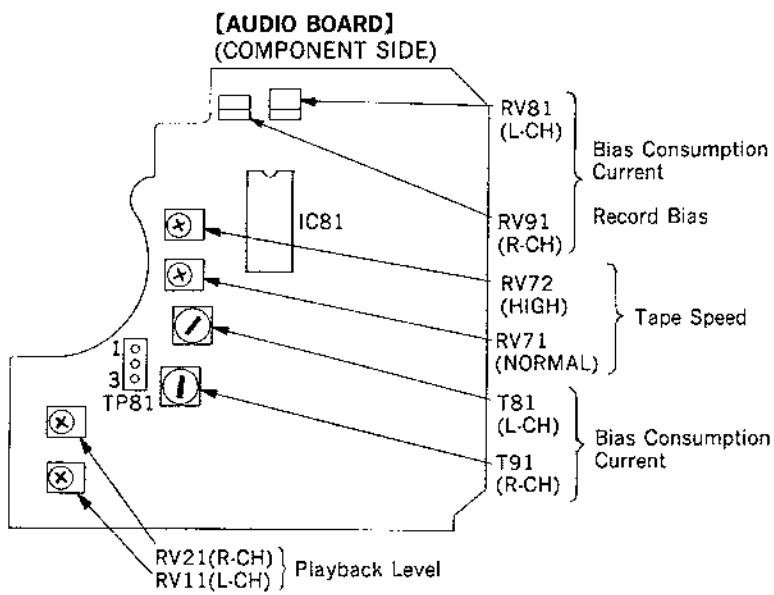 【AUDIO BOARD】
(COMPONENT SIDE)
RV81
(L-CH)
Bias Consumption
Current
Record Bias
RV91
(R-CH)
IC81
RV72
(HIGH)
Tape Speed
RV71
(NORMAL)
1
3
TP81
T81
(L-CH)
Bias Consumption
Current
T91
(R-CH)
RV21(R-CH)
RV11(L-CH)
Playback Level